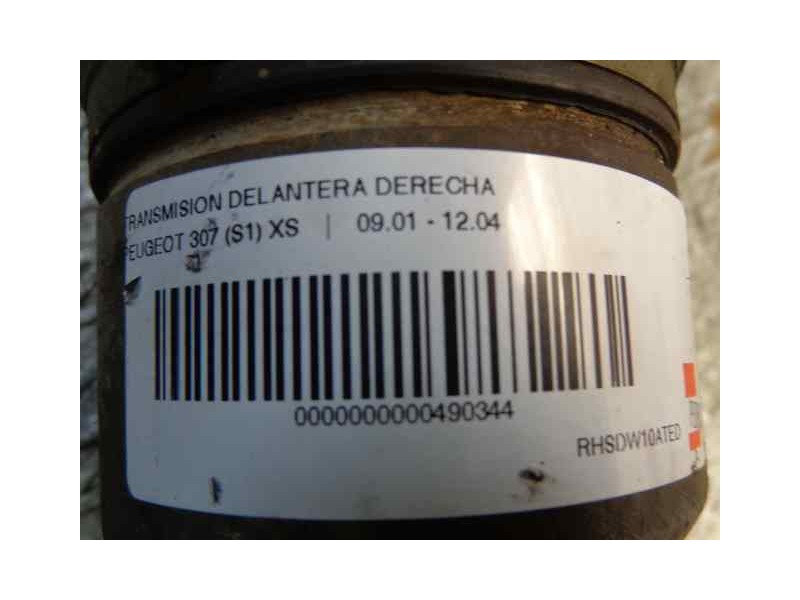 TRANSMISION DELANTERA DERECHA
PEUGEOT 307 (S1) XS | 09.01 - 12.04
0000000000490344
RHSDW10ATED